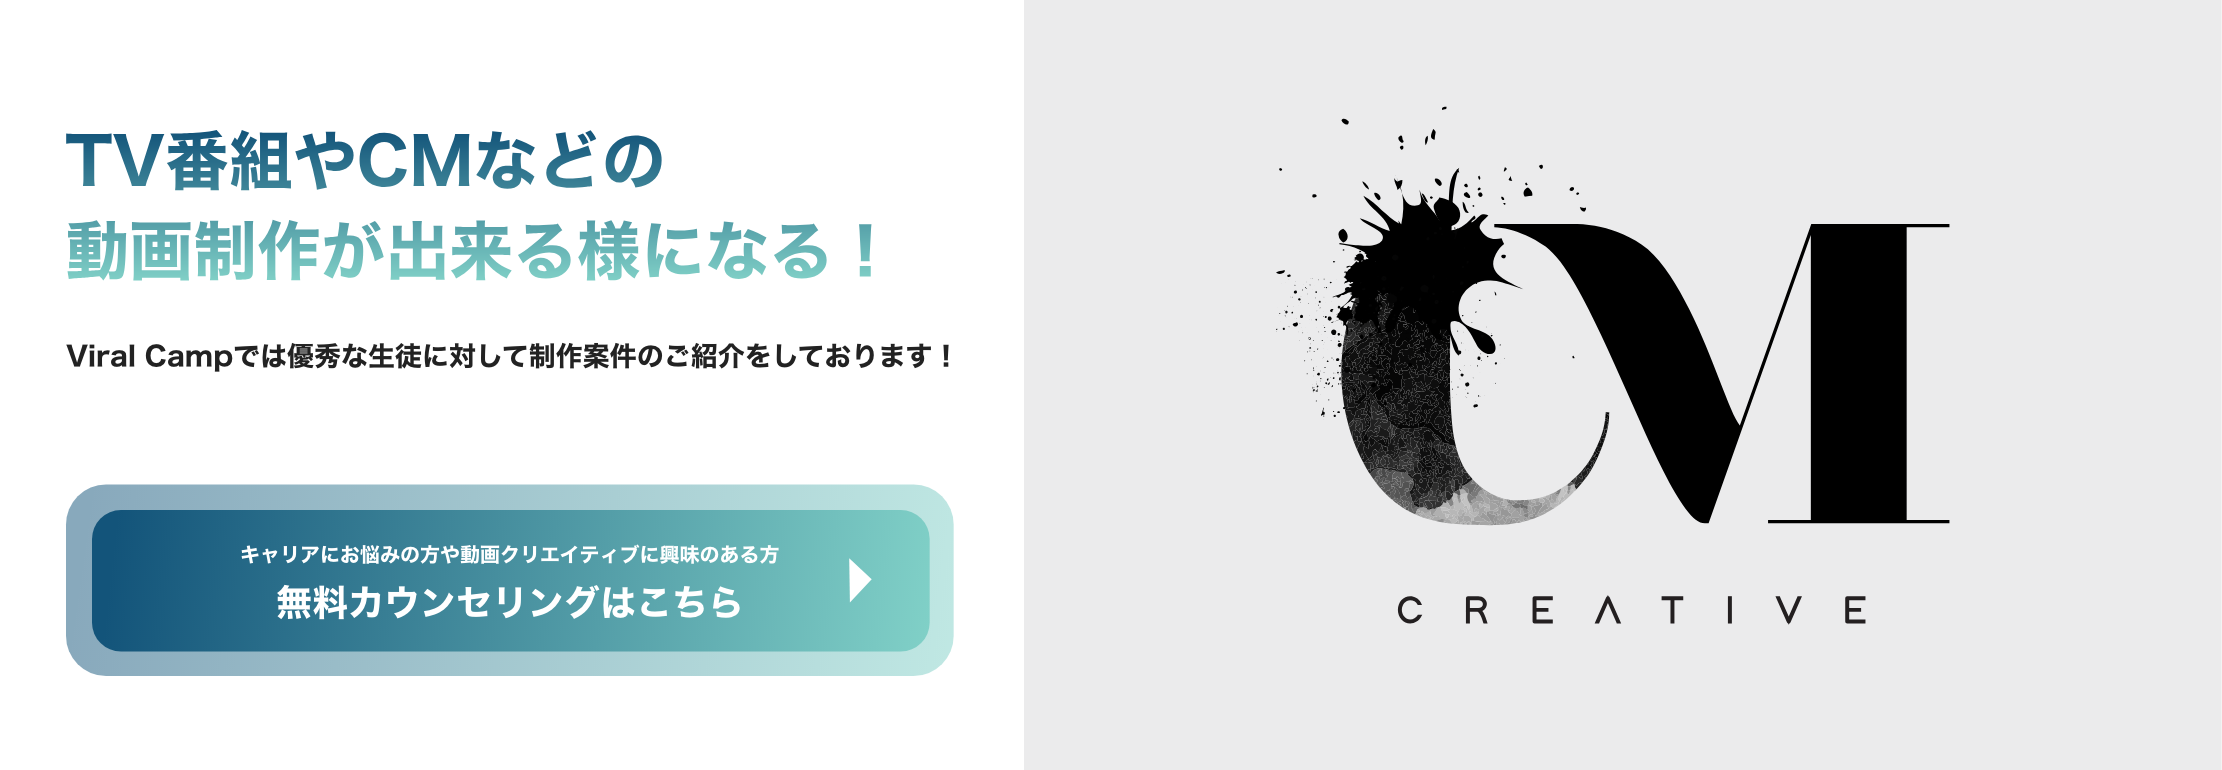 TV番組やCMなどの
動画制作が出来る様になる！
Viral Campでは優秀な生徒に対して制作案件のご紹介をしております！
キャリアにお悩みの方や動画クリエイティブに興味のある方
無料カウンセリングはこちら
CM
CREATIVE